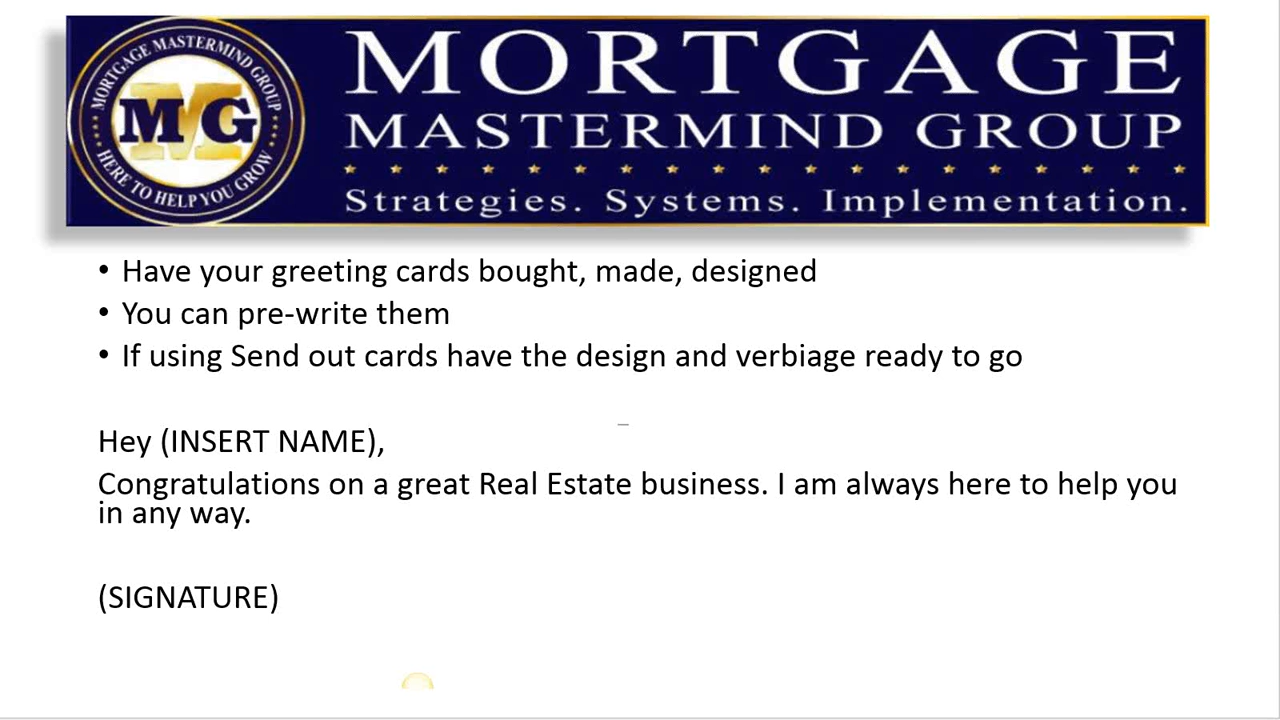 MORTGAGE MASTERMIND GROUP
MG
HERE TO HELP YOU GROW
MORTGAGE
MASTERMIND GROUP
Strategies. Systems. Implementation.
• Have your greeting cards bought, made, designed
• You can pre-write them
• If using Send out cards have the design and verbiage ready to go
Hey (INSERT NAME),
Congratulations on a great Real Estate business. I am always here to help you
in any way.
(SIGNATURE)